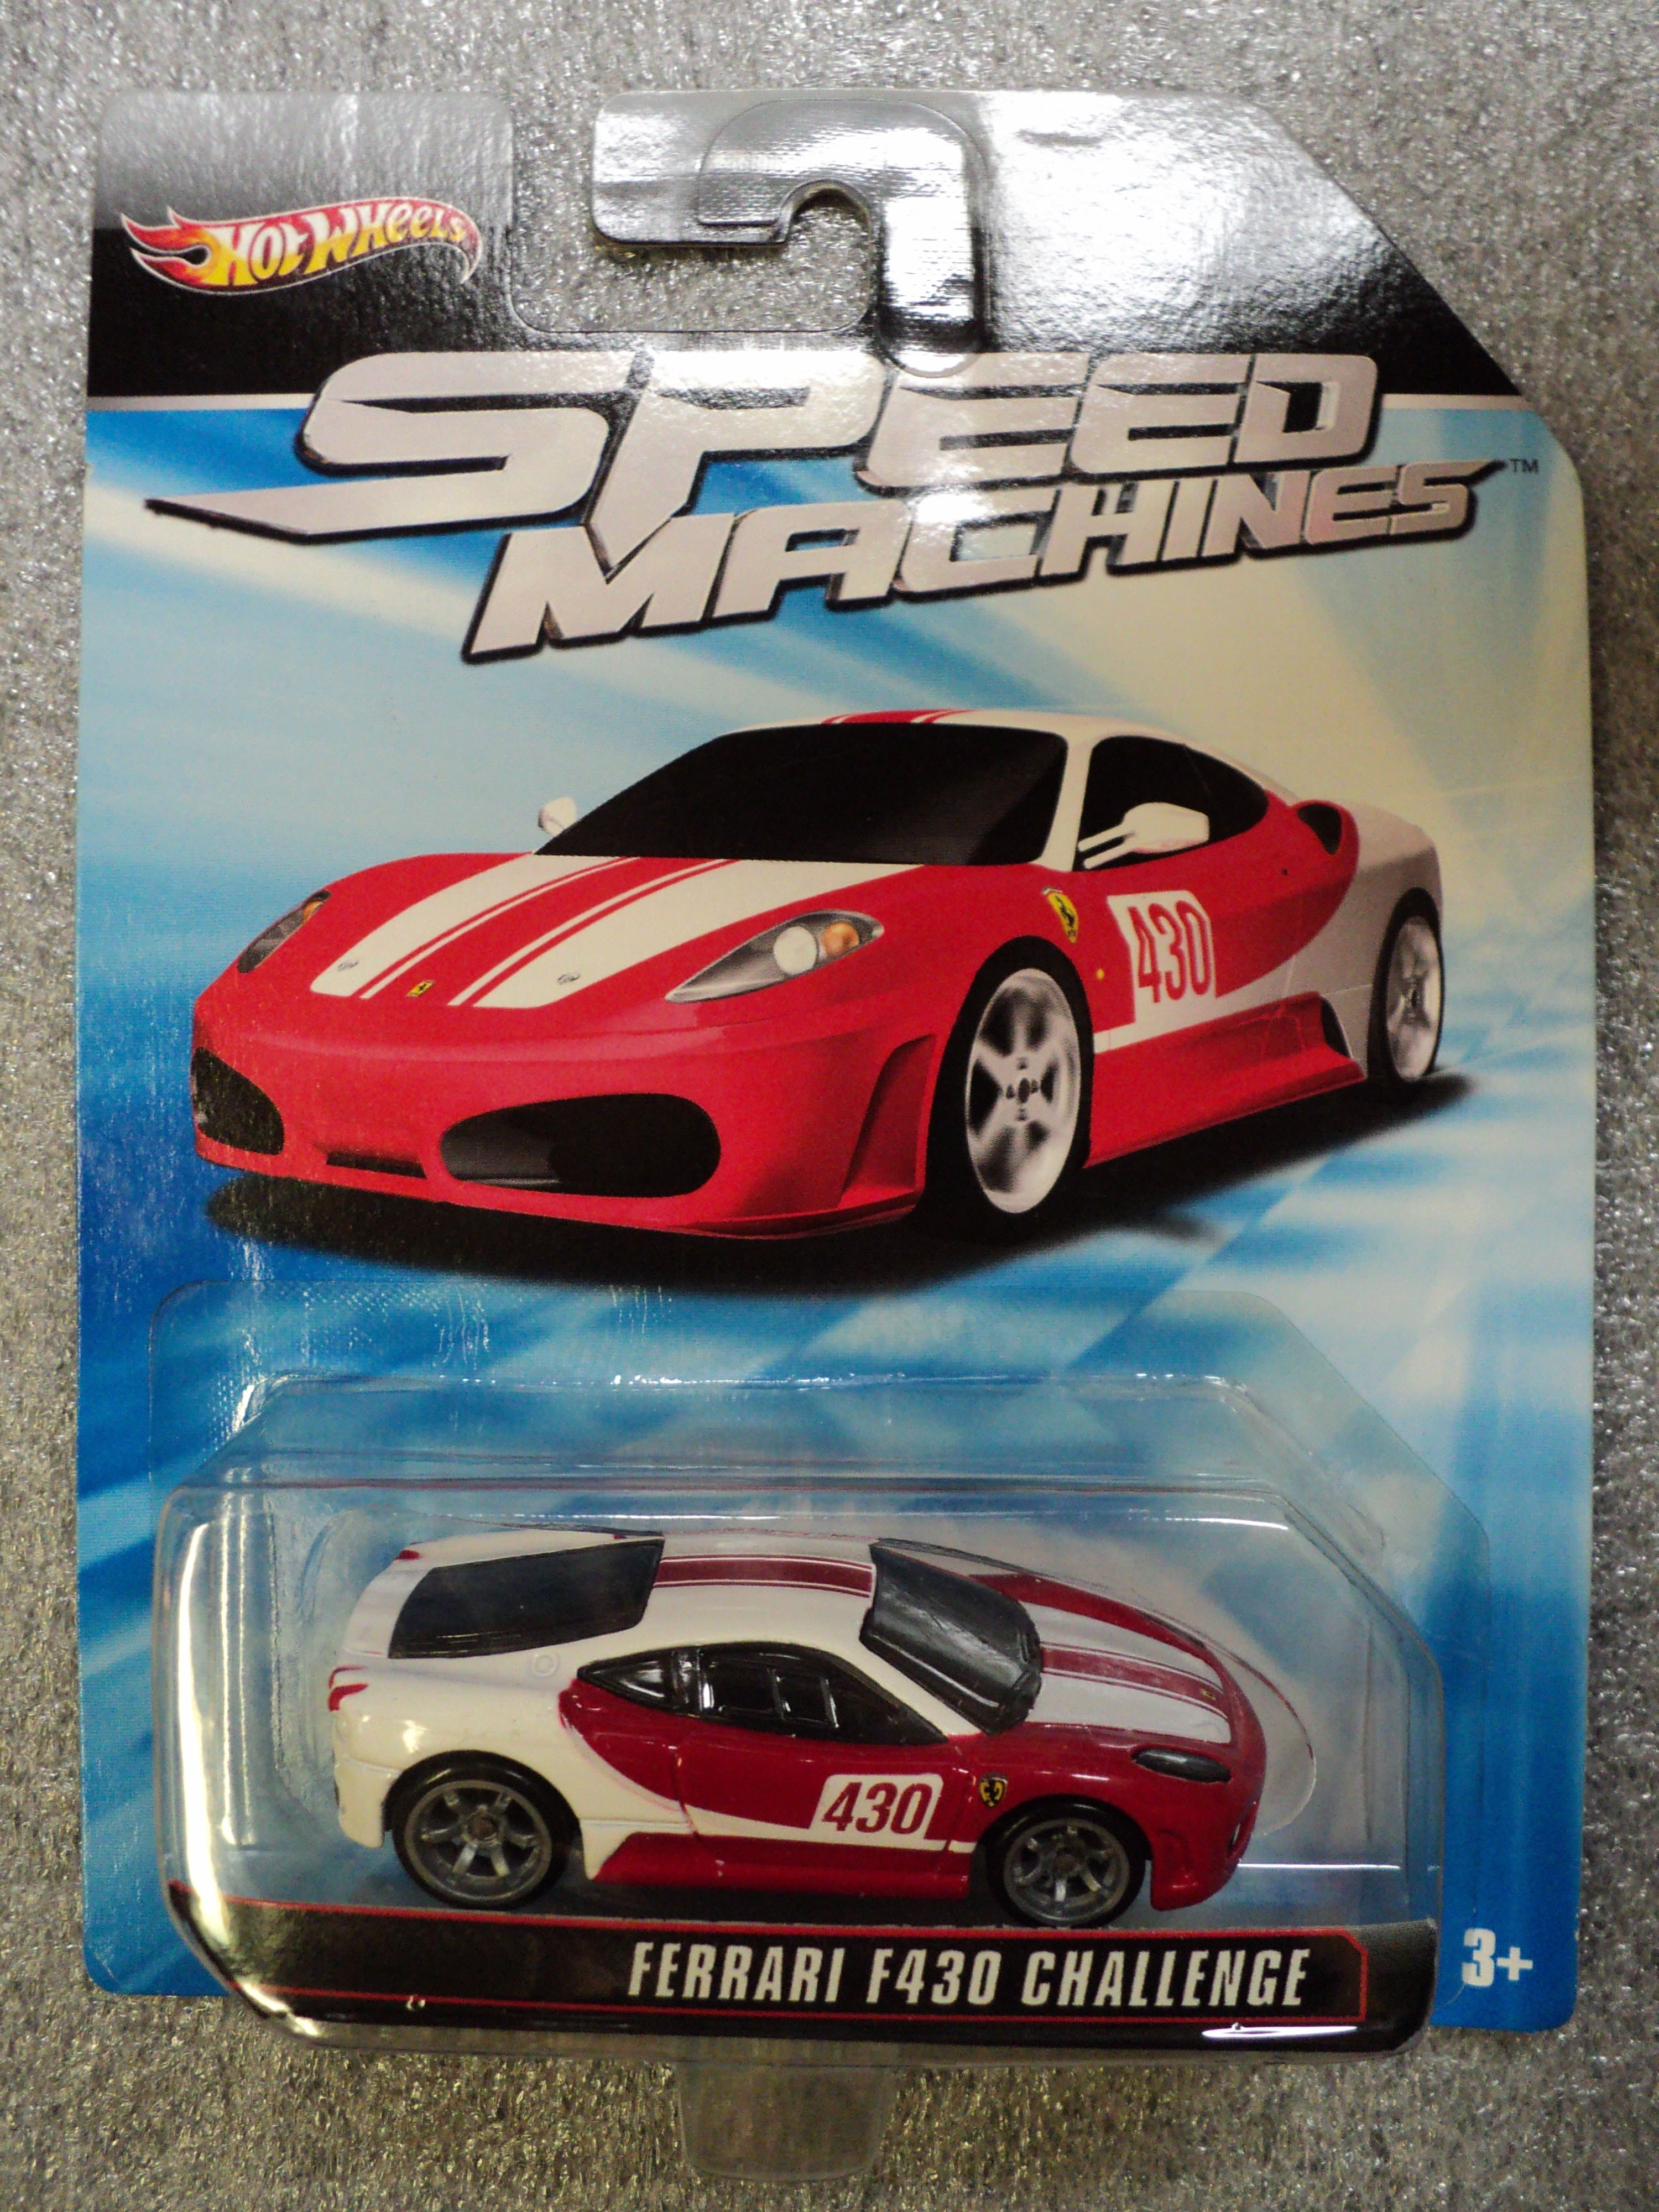 HOT WHEELS
SPEED
MACHINES™
430
430
FERRARI F430 CHALLENGE
3+